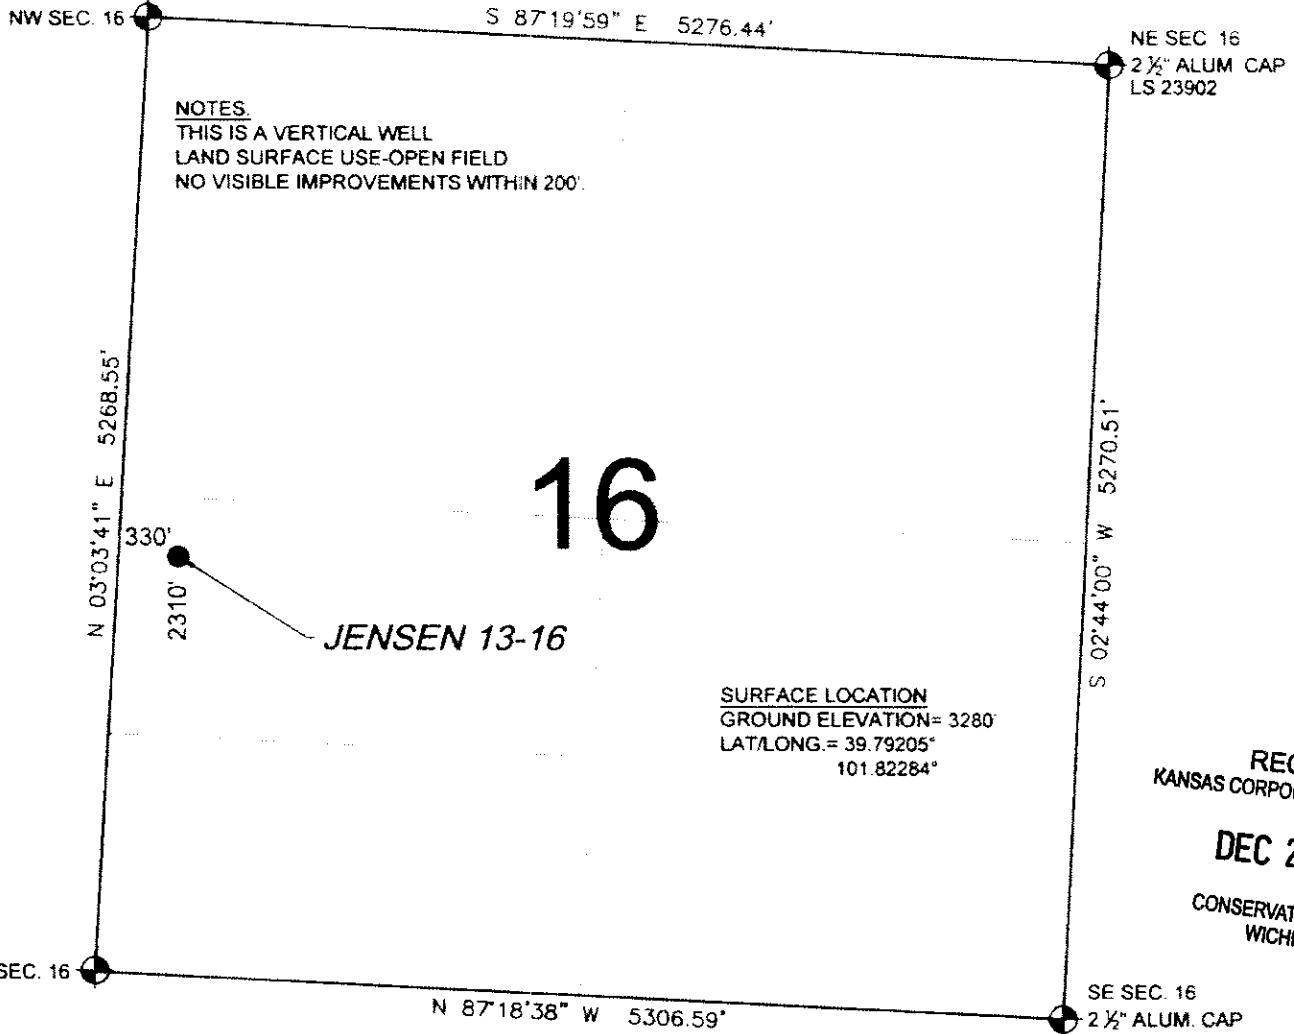 NW SEC. 16
S 87°19'59" E 5276.44'
NE SEC 16
2 ½" ALUM CAP
LS 23902
NOTES.
THIS IS A VERTICAL WELL
LAND SURFACE USE-OPEN FIELD
NO VISIBLE IMPROVEMENTS WITHIN 200'.
N 03°03'41" E 5268.55'
16
S 02°44'00" W 5270.51'
330'
2310'
JENSEN 13-16
SURFACE LOCATION
GROUND ELEVATION= 3280'
LAT/LONG.= 39.79205°
101.82284°
REC
KANSAS CORPO
DEC 2
CONSERVAT
WICHI
SEC. 16
N 87°18'38" W 5306.59'
SE SEC. 16
2 ½" ALUM. CAP